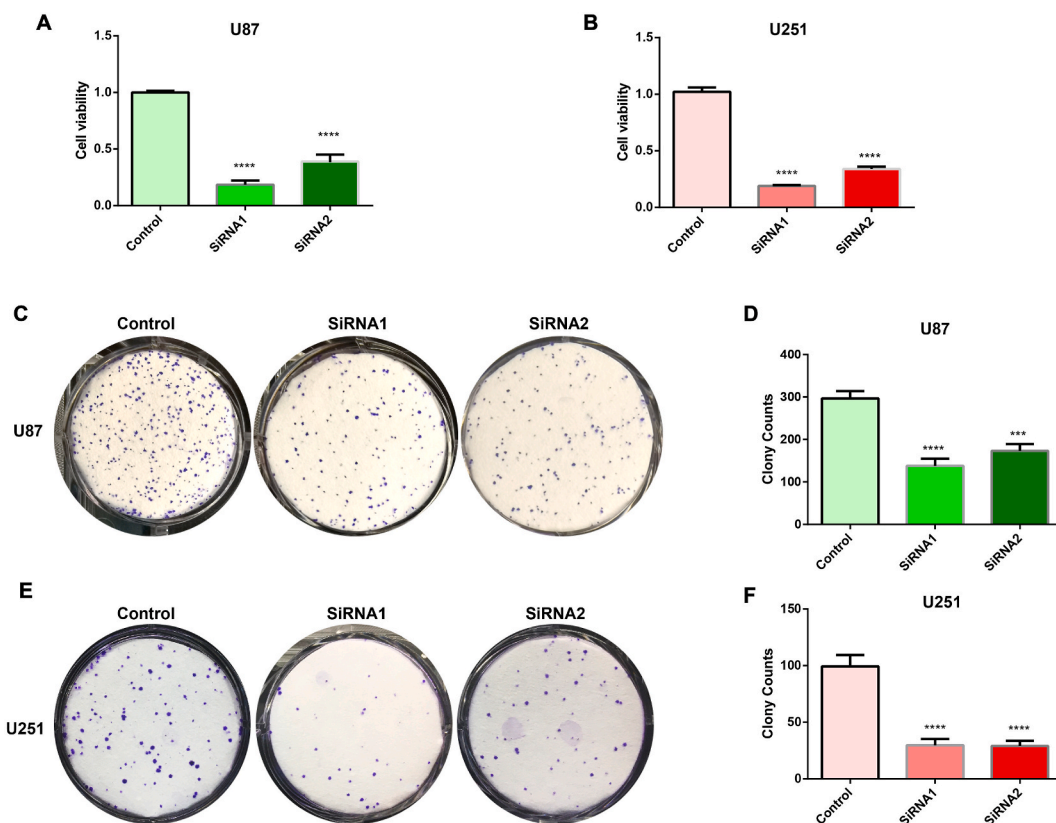 A
U87
Cell viability
1.5
1.0
0.5
0.0
****
****
Control
SiRNA1
SiRNA2
B
U251
Cell viability
1.5
1.0
0.5
0.0
****
****
Control
SiRNA1
SiRNA2
C
Control
SiRNA1
SiRNA2
U87
D
U87
Clony Counts
400
300
200
100
0
****
***
Control
SiRNA1
SiRNA2
E
Control
SiRNA1
SiRNA2
U251
F
U251
Clony Counts
150
100
50
0
****
****
Control
SiRNA1
SiRNA2